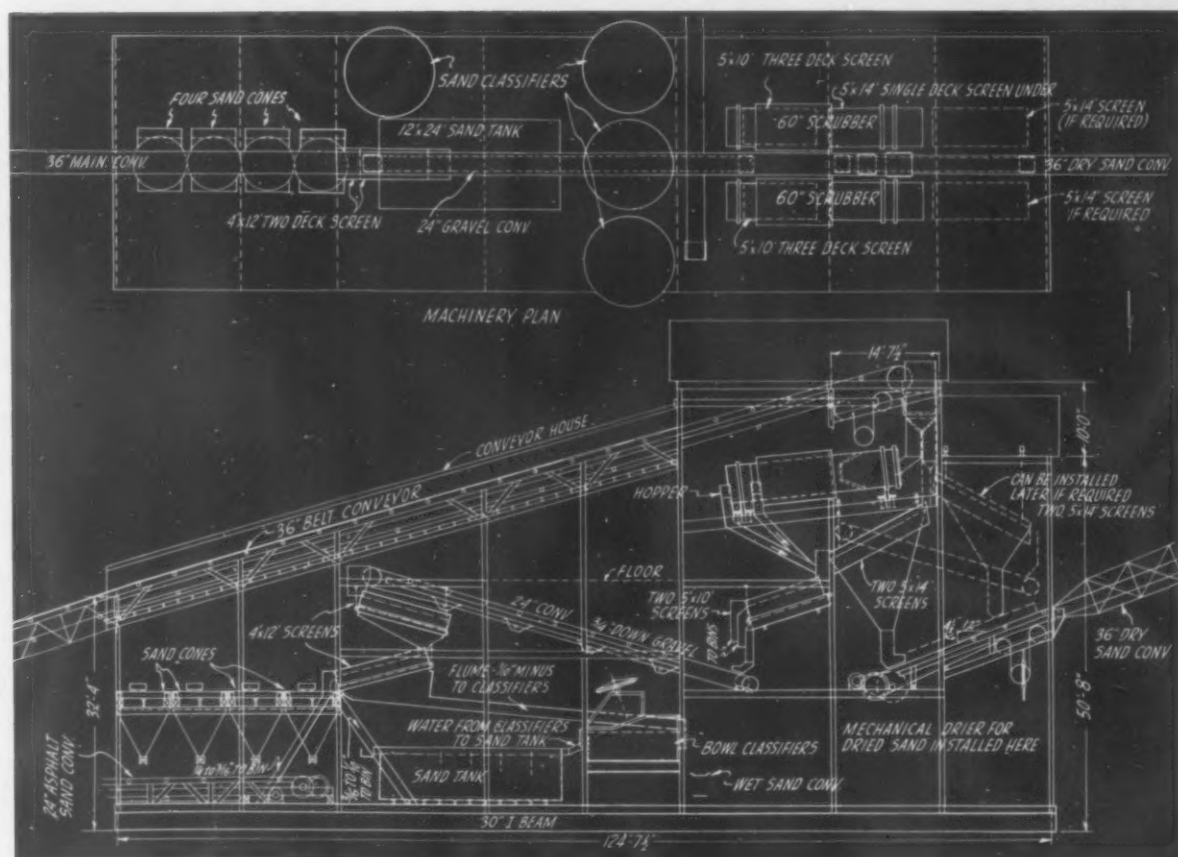 SAND CLASSIFIERS
5'x10' THREE DECK SCREEN
5'x14' SINGLE DECK SCREEN UNDER
FOUR SAND CONES
12'x24' SAND TANK
60" SCRUBBER
5'x14' SCREEN
(IF REQUIRED)
36" MAIN CONV.
36" DRY SAND CONV.
4'x12' TWO DECK SCREEN
24" GRAVEL CONV.
60" SCRUBBER
5'x14' SCREEN
IF REQUIRED
5'x10' THREE DECK SCREEN
MACHINERY PLAN
14'-7½"
CONVEYOR HOUSE
10'-0"
HOPPER
CAN BE INSTALLED
LATER IF REQUIRED
TWO 5'x14' SCREENS
36" BELT CONVEYOR
FLOOR
TWO 5'x10'
SCREENS
TWO 5'x14'
SCREENS
24" CONV.
DOWN GRAVEL
4'x12' SCREENS
TO BINS
36" DRY
SAND CONV.
SAND CONES
FLUME - MINUS
TO CLASSIFIERS
32'-4"
WATER FROM CLASSIFIERS
TO SAND TANK
BOWL CLASSIFIERS
MECHANICAL DRIER FOR
DRIED SAND INSTALLED HERE
50'-8"
24" ASPHALT
SAND CONV.
TO BIN
SAND TANK
WET SAND CONV.
30" I BEAM
124'-7½"